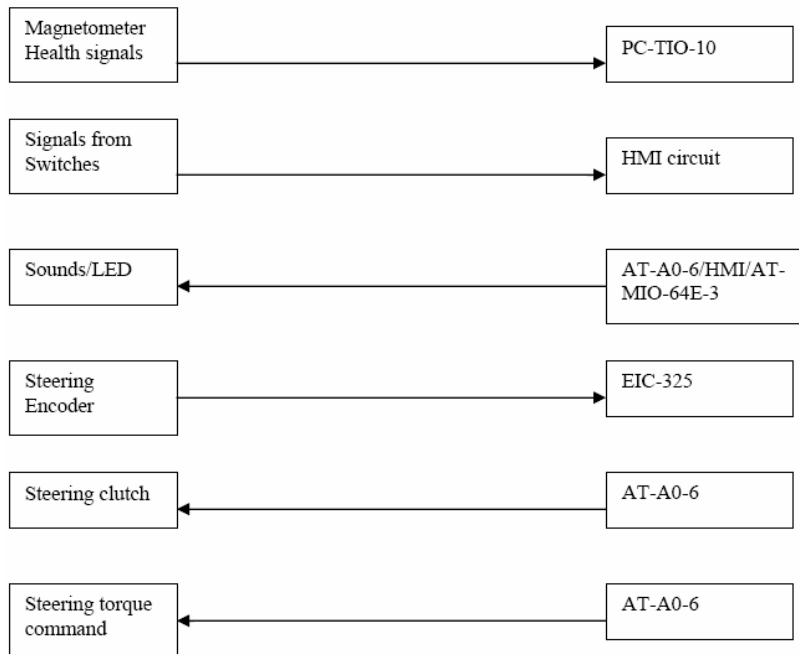 Magnetometer
Health signals
PC-TIO-10
Signals from
Switches
HMI circuit
Sounds/LED
AT-A0-6/HMI/AT-
MIO-64E-3
Steering
Encoder
EIC-325
Steering clutch
AT-A0-6
Steering torque
command
AT-A0-6